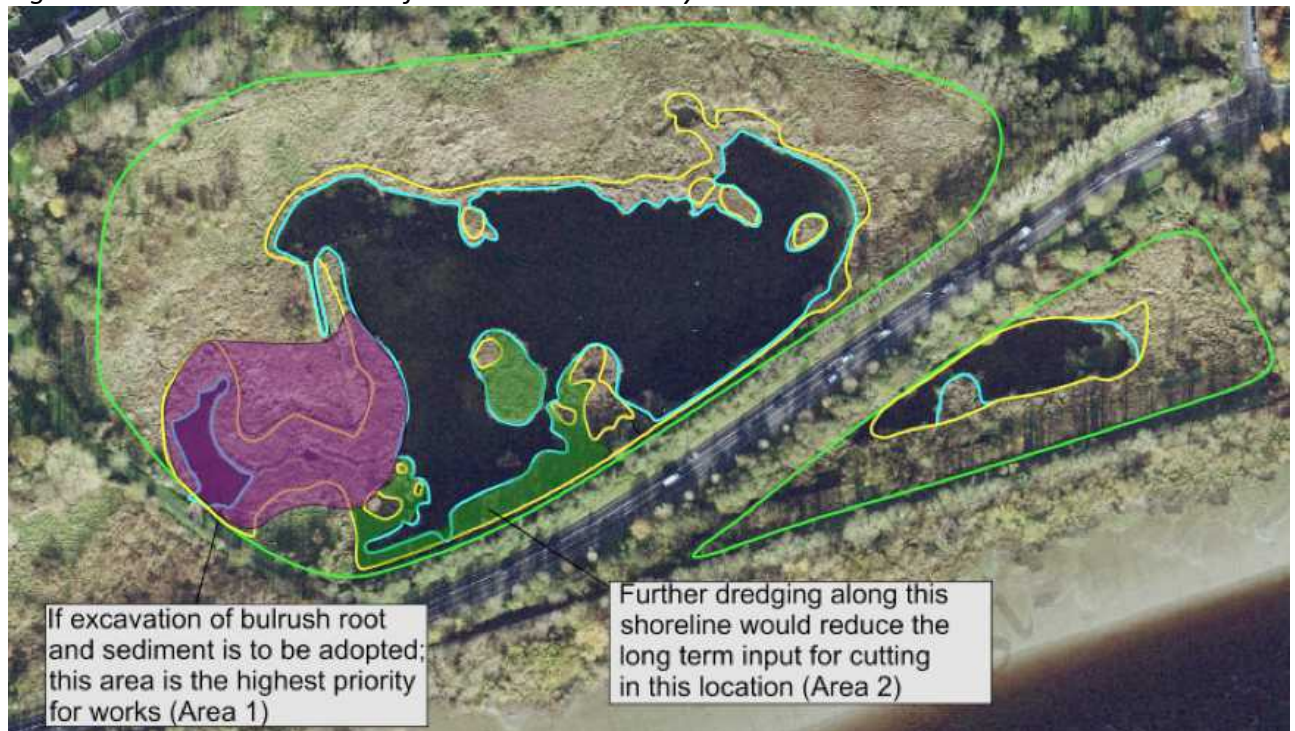 If excavation of bulrush root
and sediment is to be adopted;
this area is the highest priority
for works (Area 1)
Further dredging along this
shoreline would reduce the
long term input for cutting
in this location (Area 2)